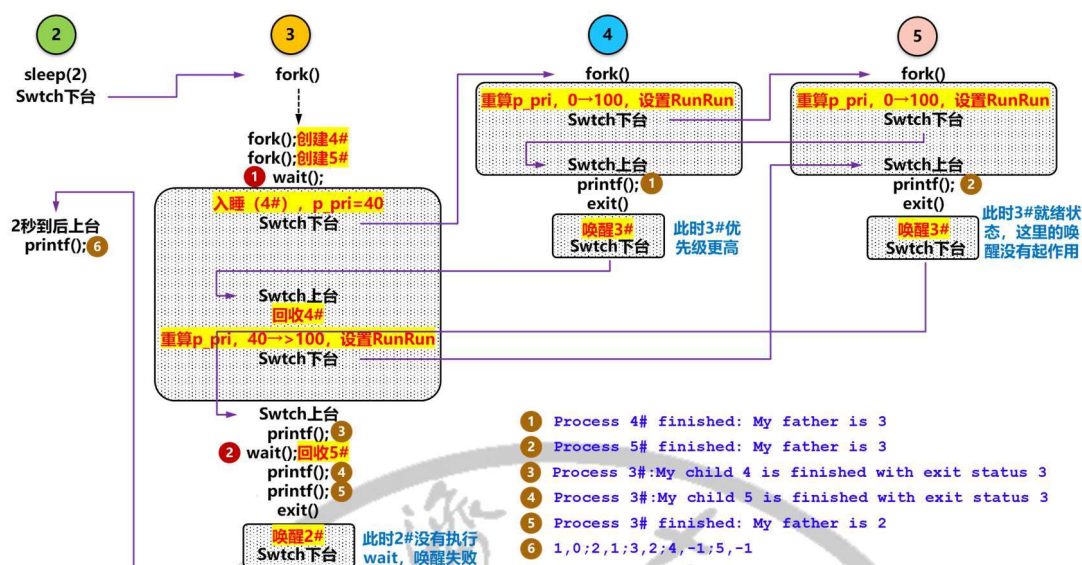 2
sleep(2)
Swtch下台
2秒到后上台
printf();6
3
fork()
fork();创建4#
fork();创建5#
1 wait();
入睡（4#），p_pri=40
Swtch下台
Swtch上台
回收4#
重算p_pri，40→>100，设置RunRun
Swtch下台
Swtch上台
printf();3
2 wait();回收5#
printf();4
printf();5
exit()
唤醒2#
Swtch下台
此时2#没有执行
wait，唤醒失败
4
fork()
重算p_pri，0→100，设置RunRun
Swtch下台
Swtch上台
printf();1
exit()
唤醒3#
Swtch下台
此时3#优
先级更高
5
fork()
重算p_pri，0→100，设置RunRun
Swtch下台
Swtch上台
printf();2
exit()
唤醒3#
Swtch下台
此时3#就绪状
态，这里的唤
醒没有起作用
1 Process 4# finished: My father is 3
2 Process 5# finished: My father is 3
3 Process 3#:My child 4 is finished with exit status 3
4 Process 3#:My child 5 is finished with exit status 3
5 Process 3# finished: My father is 2
6 1,0;2,1;3,2;4,-1;5,-1